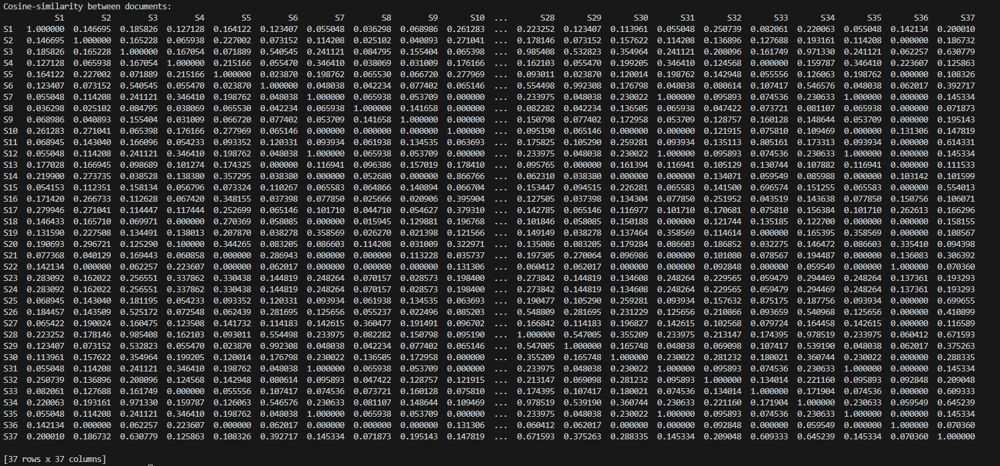 Cosine-similarity between documents:
S1 S2 S3 S4 S5 S6 S7 S8 S9 S10 ... S28 S29 S30 S31 S32 S33 S34 S35 S36 S37
S1 1.000000 0.146695 0.185826 0.127128 0.164122 0.123407 0.055048 0.036298 0.068986 0.261283 ... 0.223252 0.123407 0.113961 0.055048 0.250739 0.082061 0.220063 0.055048 0.142134 0.200010
S2 0.146695 1.000000 0.165228 0.065938 0.227002 0.073152 0.114208 0.025102 0.040893 0.271041 ... 0.178146 0.073152 0.157622 0.114208 0.136896 0.127688 0.193161 0.114208 0.000000 0.186732
S3 0.185826 0.165228 1.000000 0.167054 0.071889 0.540545 0.241121 0.084795 0.155404 0.065398 ... 0.985408 0.532823 0.354964 0.241121 0.208096 0.161749 0.971330 0.241121 0.062257 0.630779
S4 0.127128 0.065938 0.167054 1.000000 0.215166 0.055470 0.346410 0.038069 0.031009 0.176166 ... 0.162103 0.055470 0.199205 0.346410 0.124568 0.000000 0.159787 0.346410 0.223607 0.125863
S5 0.164122 0.227002 0.071889 0.215166 1.000000 0.023870 0.198762 0.065530 0.066720 0.277969 ... 0.093011 0.023870 0.120014 0.198762 0.142948 0.055556 0.126063 0.198762 0.000000 0.108326
S6 0.123407 0.073152 0.540545 0.055470 0.023870 1.000000 0.048038 0.042234 0.077402 0.065146 ... 0.554498 0.992308 0.176798 0.048038 0.080614 0.107417 0.546576 0.048038 0.062017 0.392717
S7 0.055048 0.114208 0.241121 0.346410 0.198762 0.048038 1.000000 0.065938 0.053709 0.000000 ... 0.233975 0.048038 0.230022 1.000000 0.095893 0.074536 0.230633 1.000000 0.000000 0.145334
S8 0.036298 0.025102 0.084795 0.038069 0.065530 0.042234 0.065938 1.000000 0.141658 0.000000 ... 0.082282 0.042234 0.136505 0.065938 0.047422 0.073721 0.081107 0.065938 0.000000 0.071873
S9 0.068986 0.040893 0.155404 0.031009 0.066720 0.077402 0.053709 0.141658 1.000000 0.000000 ... 0.150798 0.077402 0.172958 0.053709 0.128757 0.160128 0.148644 0.053709 0.000000 0.195143
S10 0.261283 0.271041 0.065398 0.176166 0.277969 0.065146 0.000000 0.000000 0.000000 1.000000 ... 0.095190 0.065146 0.000000 0.000000 0.121915 0.075810 0.109469 0.000000 0.131306 0.147819
S11 0.068945 0.143040 0.166096 0.054233 0.093352 0.120331 0.093934 0.061938 0.134535 0.063693 ... 0.175825 0.105290 0.259281 0.093934 0.135113 0.805161 0.173313 0.093934 0.000000 0.614331
S12 0.055048 0.114208 0.241121 0.346410 0.198762 0.048038 1.000000 0.065938 0.053709 0.000000 ... 0.233975 0.048038 0.230022 1.000000 0.095893 0.074536 0.230633 1.000000 0.000000 0.145334
S13 0.177028 0.166945 0.098689 0.101274 0.174325 0.000000 0.116941 0.096386 0.157019 0.178410 ... 0.095765 0.000000 0.161394 0.116941 0.105129 0.130744 0.107882 0.116941 0.000000 0.111533
S14 0.219900 0.273735 0.038528 0.138380 0.357295 0.038380 0.000000 0.052680 0.000000 0.866766 ... 0.062310 0.038380 0.000000 0.000000 0.134071 0.059549 0.085988 0.000000 0.103142 0.101599
S15 0.054153 0.112351 0.158134 0.056796 0.073324 0.110267 0.065583 0.064866 0.140894 0.066704 ... 0.153447 0.094515 0.226281 0.065583 0.141500 0.696574 0.151255 0.065583 0.000000 0.554013
S16 0.171420 0.266733 0.112628 0.067420 0.348155 0.037398 0.077850 0.025666 0.020906 0.395904 ... 0.127505 0.037398 0.134304 0.077850 0.251952 0.043519 0.143638 0.077850 0.150756 0.106071
S17 0.279946 0.271041 0.114447 0.117444 0.252699 0.065146 0.101710 0.044710 0.054627 0.379310 ... 0.142785 0.065146 0.116977 0.101710 0.170681 0.075810 0.156384 0.101710 0.262613 0.166296
S18 0.146433 0.165710 0.069971 0.000000 0.270369 0.058085 0.000000 0.015945 0.129881 0.196768 ... 0.101846 0.058085 0.150188 0.000000 0.121744 0.135185 0.122700 0.000000 0.000000 0.158155
S19 0.131590 0.227508 0.134491 0.138013 0.207870 0.038278 0.358569 0.026270 0.021398 0.121566 ... 0.149149 0.038278 0.137464 0.358569 0.114614 0.000000 0.165395 0.358569 0.000000 0.108567
S20 0.190693 0.296721 0.125290 0.100000 0.344265 0.083205 0.086603 0.114208 0.031009 0.322971 ... 0.135086 0.083205 0.179284 0.086603 0.186852 0.032275 0.146472 0.086603 0.335410 0.094398
S21 0.077368 0.040129 0.169443 0.060858 0.000000 0.286943 0.000000 0.000000 0.113228 0.035737 ... 0.197305 0.270064 0.096986 0.000000 0.101080 0.078567 0.194487 0.000000 0.136083 0.306392
S22 0.142134 0.000000 0.062257 0.223607 0.000000 0.062017 0.000000 0.000000 0.000000 0.131306 ... 0.060412 0.062017 0.000000 0.000000 0.092848 0.000000 0.059549 0.000000 1.000000 0.070360
S23 0.283092 0.162022 0.256551 0.337862 0.330438 0.144819 0.248264 0.070157 0.028573 0.198400 ... 0.273842 0.144819 0.134608 0.248264 0.229565 0.059479 0.294469 0.248264 0.137361 0.193293
S24 0.283092 0.162022 0.256551 0.337862 0.330438 0.144819 0.248264 0.070157 0.028573 0.198400 ... 0.273842 0.144819 0.134608 0.248264 0.229565 0.059479 0.294469 0.248264 0.137361 0.193293
S25 0.068945 0.143040 0.181195 0.054233 0.093352 0.120331 0.093934 0.061938 0.134535 0.063693 ... 0.190477 0.105290 0.259281 0.093934 0.157632 0.875175 0.187756 0.093934 0.000000 0.699655
S26 0.184457 0.143509 0.525172 0.072548 0.062439 0.281695 0.125656 0.055237 0.022496 0.085203 ... 0.548809 0.281695 0.231229 0.125656 0.210866 0.093659 0.540968 0.125656 0.000000 0.410899
S27 0.065422 0.190024 0.160475 0.123508 0.141732 0.114183 0.142615 0.360477 0.191491 0.096702 ... 0.166842 0.114183 0.196827 0.142615 0.102568 0.079724 0.164458 0.142615 0.000000 0.116589
S28 0.223252 0.178146 0.985408 0.162103 0.093011 0.554498 0.233975 0.082282 0.150798 0.095190 ... 1.000000 0.547005 0.355209 0.233975 0.213147 0.174395 0.978519 0.233975 0.060412 0.671593
S29 0.123407 0.073152 0.532823 0.055470 0.023870 0.992308 0.048038 0.042234 0.077402 0.065146 ... 0.547005 1.000000 0.165748 0.048038 0.069098 0.107417 0.539190 0.048038 0.062017 0.375263
S30 0.113961 0.157622 0.354964 0.199205 0.120014 0.176798 0.230022 0.136505 0.172958 0.000000 ... 0.355209 0.165748 1.000000 0.230022 0.281232 0.180021 0.360744 0.230022 0.000000 0.288335
S31 0.055048 0.114208 0.241121 0.346410 0.198762 0.048038 1.000000 0.065938 0.053709 0.000000 ... 0.233975 0.048038 0.230022 1.000000 0.095893 0.074536 0.230633 1.000000 0.000000 0.145334
S32 0.250739 0.136896 0.208096 0.124568 0.142948 0.080614 0.095893 0.047422 0.128757 0.121915 ... 0.213147 0.069098 0.281232 0.095893 1.000000 0.134014 0.221160 0.095893 0.092848 0.209048
S33 0.082061 0.127688 0.161749 0.000000 0.055556 0.107417 0.074536 0.073721 0.160128 0.075810 ... 0.174395 0.107417 0.180021 0.074536 0.134014 1.000000 0.171904 0.074536 0.000000 0.609333
S34 0.220063 0.193161 0.971330 0.159787 0.126063 0.546576 0.230633 0.081107 0.148644 0.109469 ... 0.978519 0.539190 0.360744 0.230633 0.221160 0.171904 1.000000 0.230633 0.059549 0.645239
S35 0.055048 0.114208 0.241121 0.346410 0.198762 0.048038 1.000000 0.065938 0.053709 0.000000 ... 0.233975 0.048038 0.230022 1.000000 0.095893 0.074536 0.230633 1.000000 0.000000 0.145334
S36 0.142134 0.000000 0.062257 0.223607 0.000000 0.062017 0.000000 0.000000 0.000000 0.131306 ... 0.060412 0.062017 0.000000 0.000000 0.092848 0.000000 0.059549 0.000000 1.000000 0.070360
S37 0.200010 0.186732 0.630779 0.125863 0.108326 0.392717 0.145334 0.071873 0.195143 0.147819 ... 0.671593 0.375263 0.288335 0.145334 0.209048 0.609333 0.645239 0.145334 0.070360 1.000000
[37 rows x 37 columns]